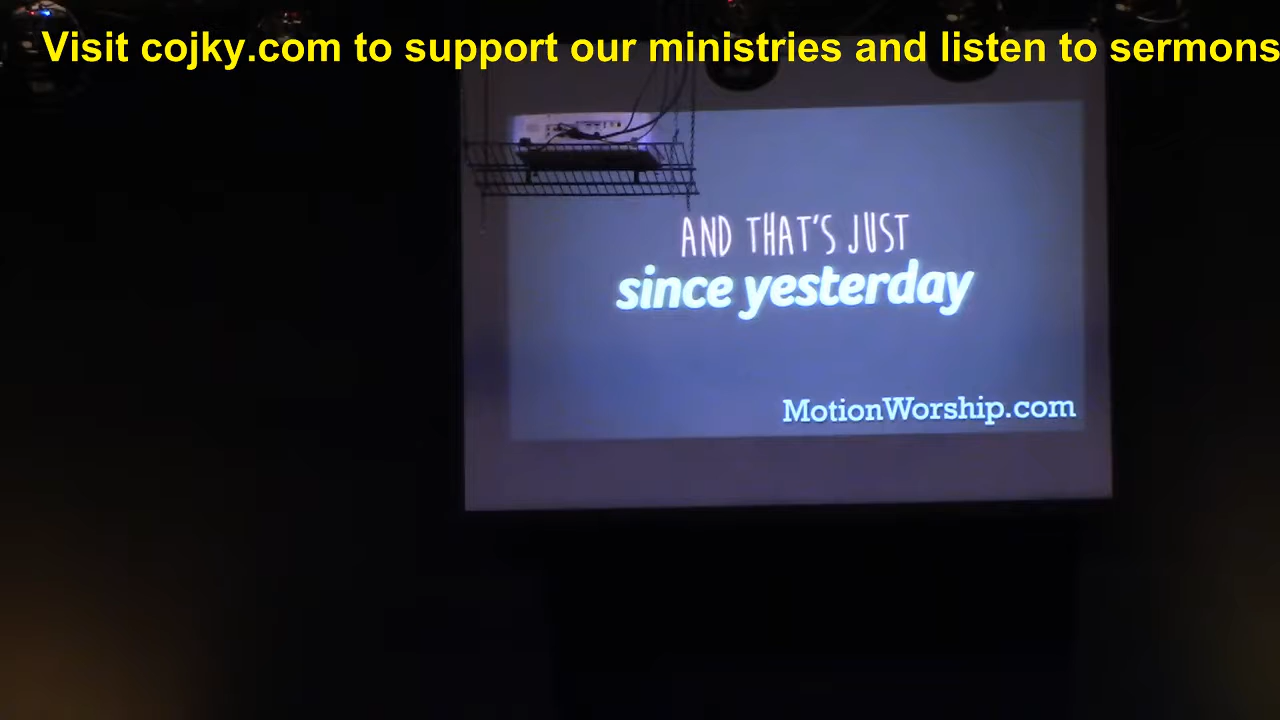 Visit cojky.com to support our ministries and listen to sermons
AND THAT'S JUST
since yesterday
MotionWorship.com